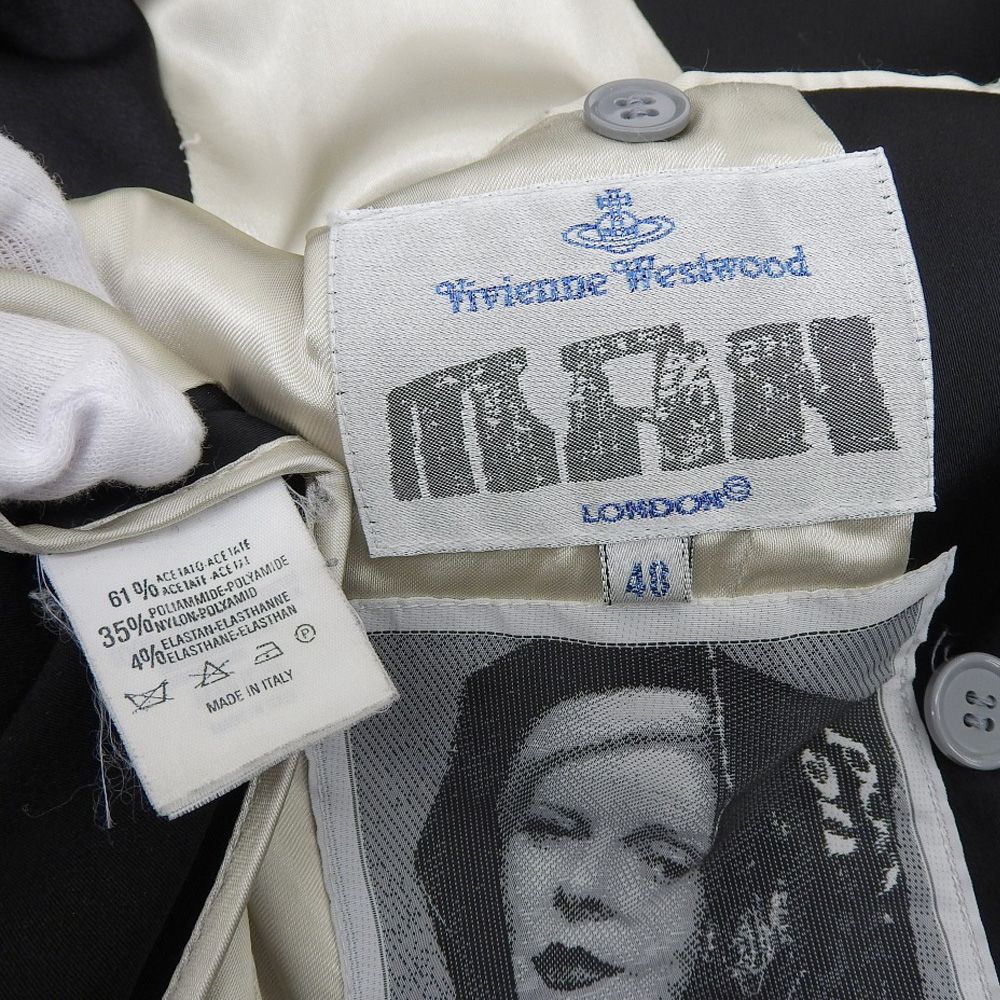 Vivienne Westwood
MAN
LONDON
48
61% ACETATO-ACETATE
ACETATE-ACETAT
35% POLIAMMIDE-POLYAMIDE
NYLON-POLYAMID
4% ELASTAN-ELASTHANNE
ELASTHANE-ELASTHAN
P
MADE IN ITALY